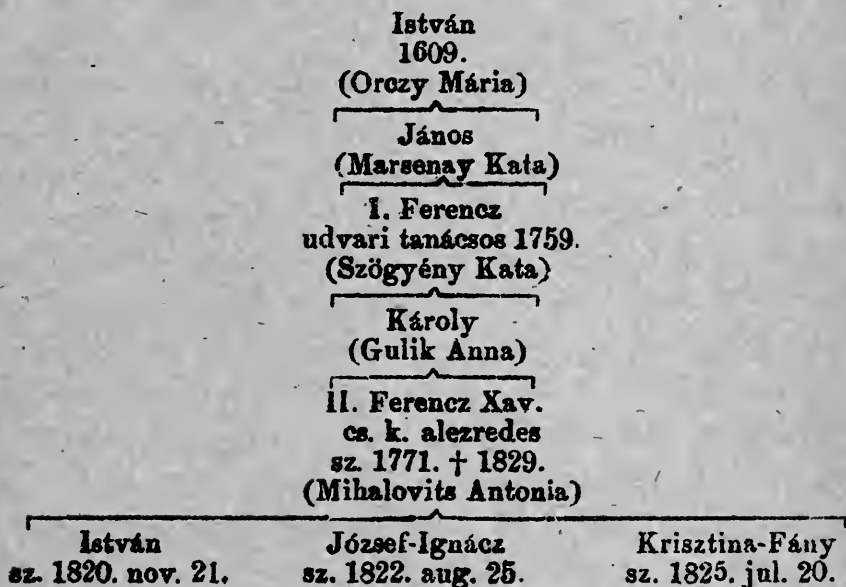 István
1609.
(Orczy Mária)
János
(Marsenay Kata)
I. Ferencz
udvari tanácsos 1759.
(Szögyény Kata)
Károly
(Gulik Anna)
II. Ferencz Xav.
cs. k. alezredes
sz. 1771. † 1829.
(Mihalovits Antonia)
István József-Ignácz Krisztina-Fány
sz. 1820. nov. 21. sz. 1822. aug. 25. sz. 1825. jul. 20.